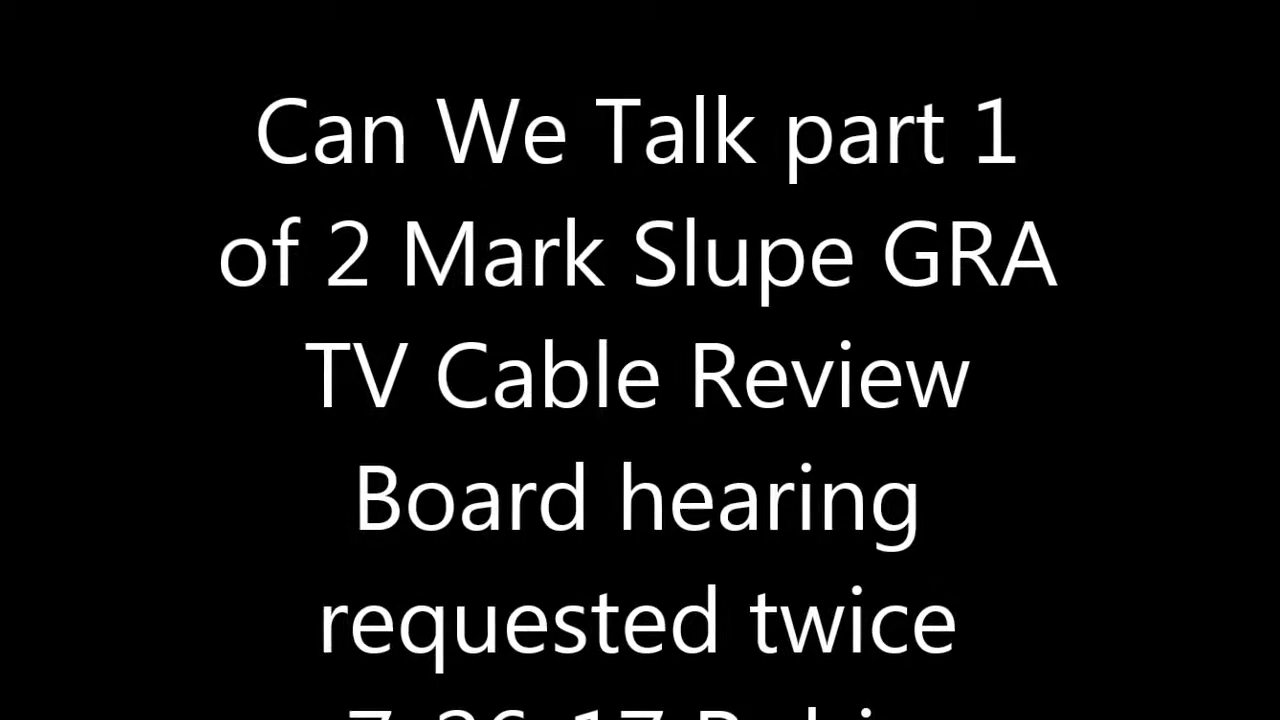 Can We Talk part 1
of 2 Mark Slupe GRA
TV Cable Review
Board hearing
requested twice